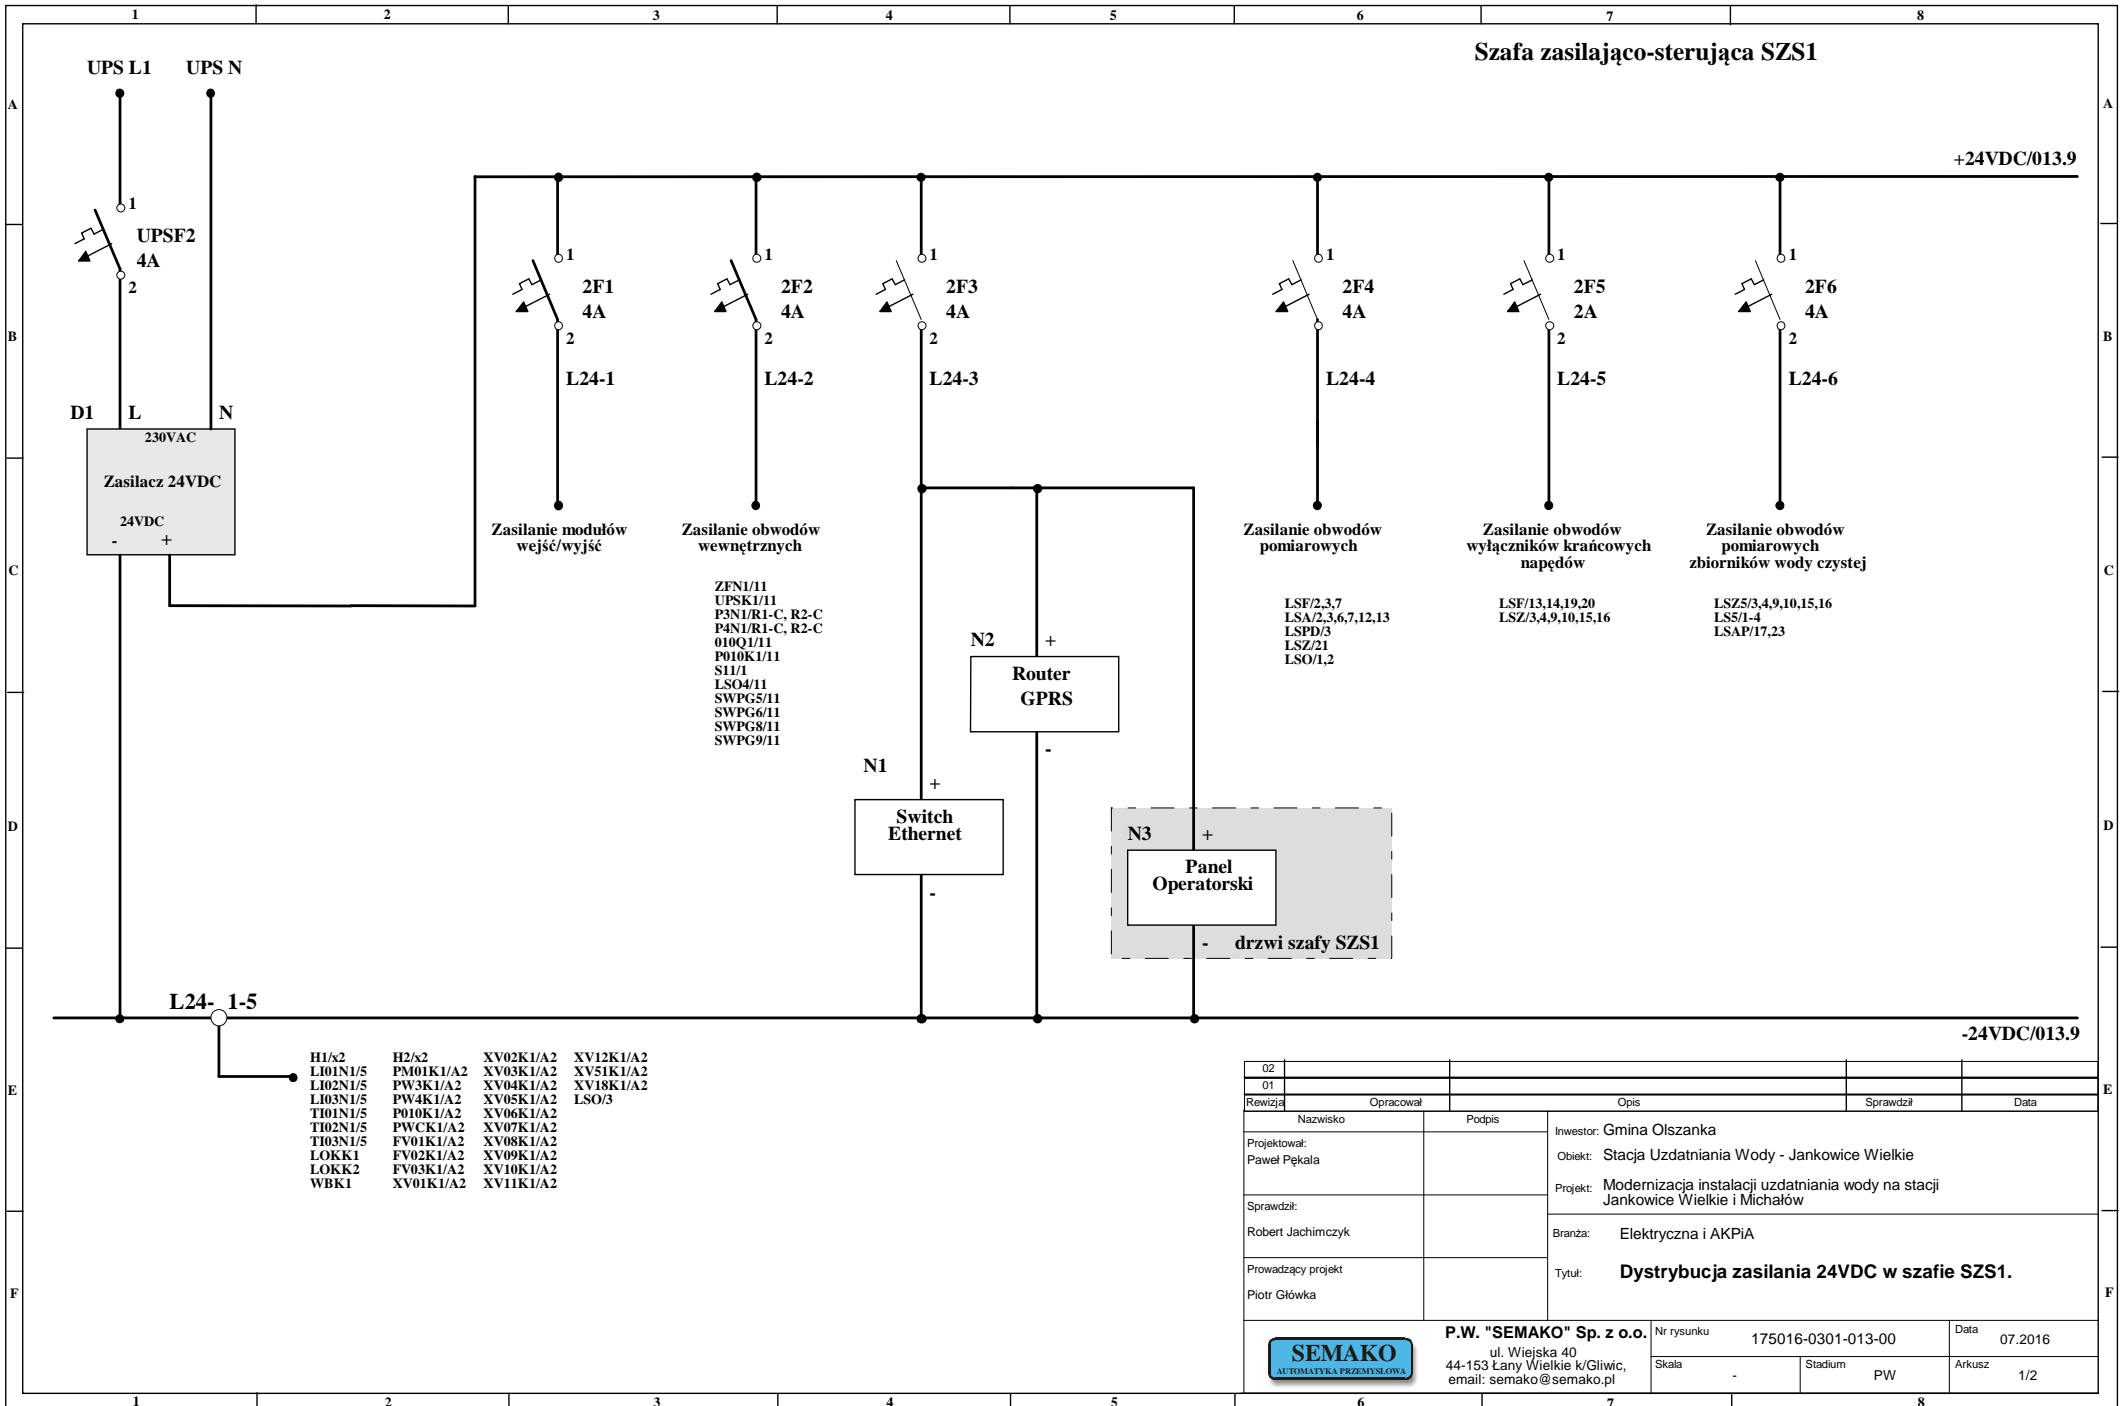 1 2 3 4 5 6 7 8
Szafa zasilająco-sterująca SZS1
UPS L1 UPS N
A A
+24VDC/013.9
1
UPSF2
4A
2
1
2F1
4A
2
L24-1
1
2F2
4A
2
L24-2
1
2F3
4A
2
L24-3
1
2F4
4A
2
L24-4
1
2F5
2A
2
L24-5
1
2F6
4A
2
L24-6
B B
D1 L N
230VAC
Zasilacz 24VDC
24VDC
- +
Zasilanie modułów
wejść/wyjść
Zasilanie obwodów
wewnętrznych
ZFN1/11
UPSK1/11
P3N1/R1-C, R2-C
P4N1/R1-C, R2-C
010Q1/11
P010K1/11
S11/1
LSO4/11
SWPG5/11
SWPG6/11
SWPG8/11
SWPG9/11
Zasilanie obwodów
pomiarowych
LSF/2,3,7
LSA/2,3,6,7,12,13
LSPD/3
LSZ/21
LSO/1,2
Zasilanie obwodów
wyłączników krańcowych
napędów
LSF/13,14,19,20
LSZ/3,4,9,10,15,16
Zasilanie obwodów
pomiarowych
zbiorników wody czystej
LSZ5/3,4,9,10,15,16
LS5/1-4
LSAP/17,23
C C
N2 +
Router
GPRS
-
N1 +
Switch
Ethernet
-
N3 +
Panel
Operatorski
- drzwi szafy SZS1
D D
L24- 1-5
-24VDC/013.9
H1/x2 H2/x2 XV02K1/A2 XV12K1/A2
LI01N1/5 PM01K1/A2 XV03K1/A2 XV51K1/A2
LI02N1/5 PW3K1/A2 XV04K1/A2 XV18K1/A2
LI03N1/5 PW4K1/A2 XV05K1/A2 LSO/3
TI01N1/5 P010K1/A2 XV06K1/A2
TI02N1/5 PWCK1/A2 XV07K1/A2
TI03N1/5 FV01K1/A2 XV08K1/A2
LOKK1 FV02K1/A2 XV09K1/A2
LOKK2 FV03K1/A2 XV10K1/A2
WBK1 XV01K1/A2 XV11K1/A2
E E
02
01
Rewizja Opracował Opis Sprawdził Data
Nazwisko Podpis
Projektował:
Paweł Pękala
Sprawdził:
Robert Jachimczyk
Prowadzący projekt
Piotr Główka
Inwestor: Gmina Olszanka
Obiekt: Stacja Uzdatniania Wody - Jankowice Wielkie
Projekt: Modernizacja instalacji uzdatniania wody na stacji
Jankowice Wielkie i Michałów
Branża: Elektryczna i AKPiA
Tytuł: Dystrybucja zasilania 24VDC w szafie SZS1.
F F
SEMAKO
AUTOMATYKA PRZEMYSŁOWA
P.W. "SEMAKO" Sp. z o.o.
ul. Wiejska 40
44-153 Łany Wielkie k/Gliwic,
email: semako@semako.pl
Nr rysunku 175016-0301-013-00 Data 07.2016
Skala - Stadium PW Arkusz 1/2
1 2 3 4 5 6 7 8